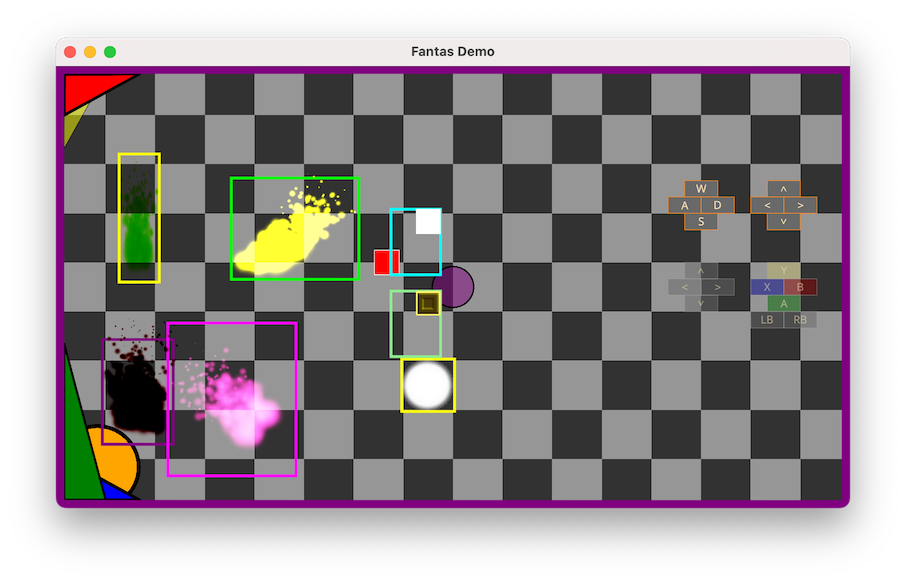 Fantas Demo
W ʌ
A D < >
S v
ʌ Y
< > X B
v A
LB RB